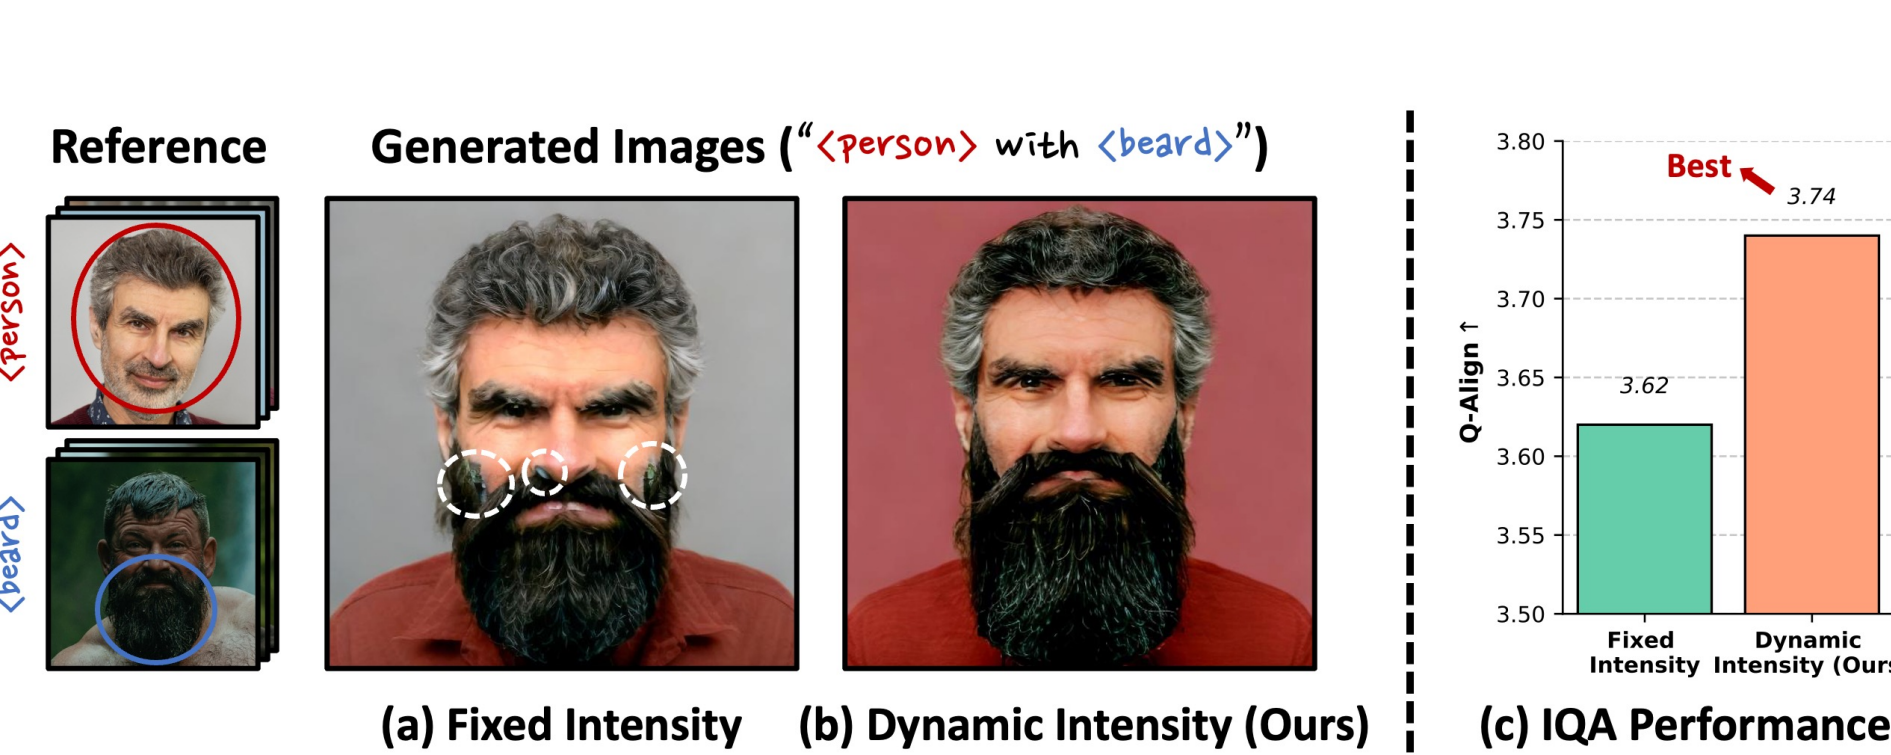 Reference
Generated Images (“<person> with <beard>”)
<person>
<beard>
(a) Fixed Intensity
(b) Dynamic Intensity (Ours)
3.80
3.75
3.70
3.65
3.60
3.55
3.50
Q-Align ↑
Best
3.74
3.62
Fixed
Intensity
Dynamic
Intensity (Ours
(c) IQA Performance